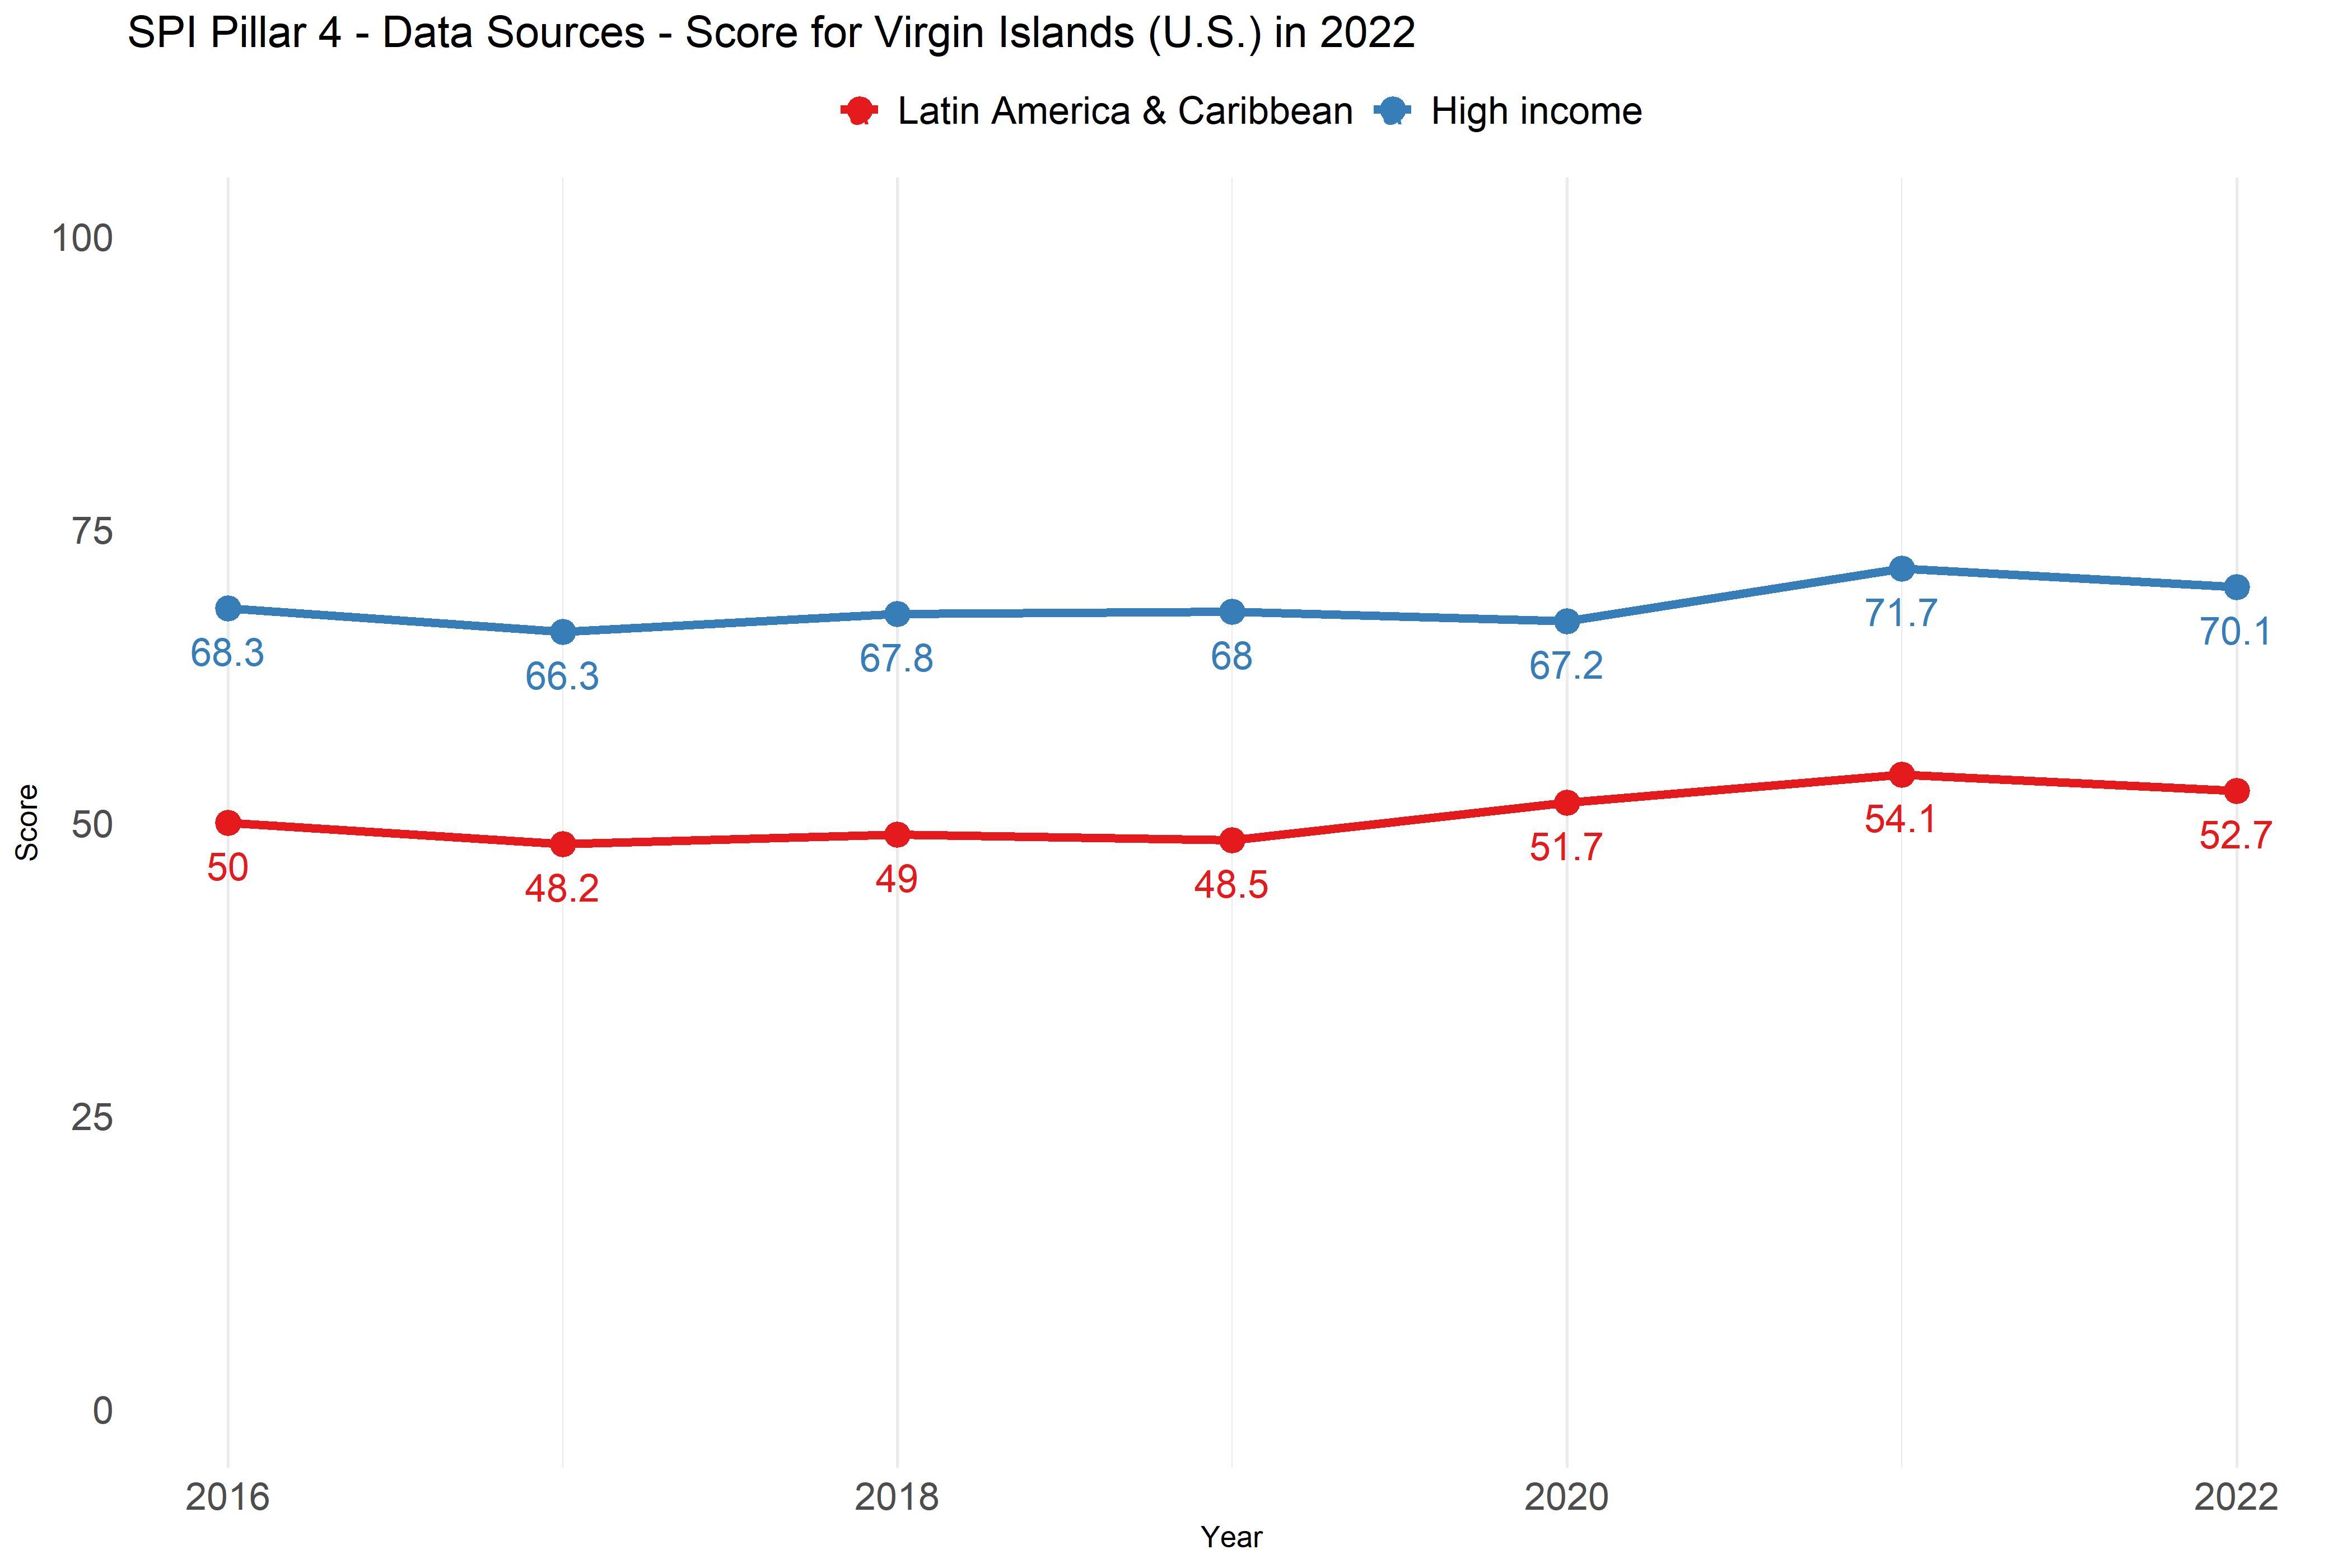 SPI Pillar 4 - Data Sources - Score for Virgin Islands (U.S.) in 2022
Latin America & Caribbean High income
100
75
50
25
0
Score
68.3 66.3 67.8 68 67.2 71.7 70.1
50 48.2 49 48.5 51.7 54.1 52.7
2016 2018 2020 2022
Year